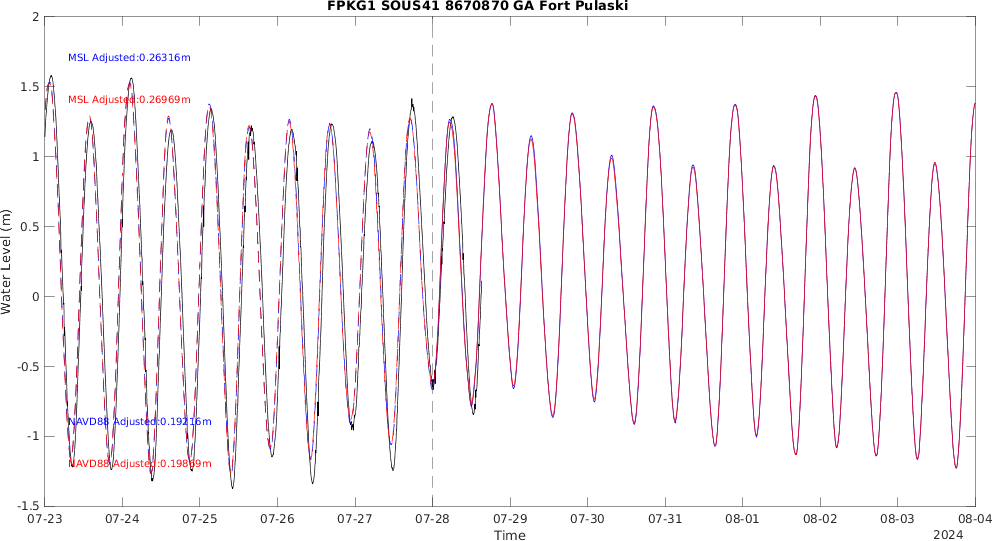 FPKG1 SOUS41 8670870 GA Fort Pulaski
2
1.5
1
0.5
0
-0.5
-1
-1.5
Water Level (m)
MSL Adjusted:0.26316m
MSL Adjusted:0.26969m
NAVD88 Adjusted:0.19216m
NAVD88 Adjusted:0.19869m
07-23 07-24 07-25 07-26 07-27 07-28 07-29 07-30 07-31 08-01 08-02 08-03 08-04
Time
2024